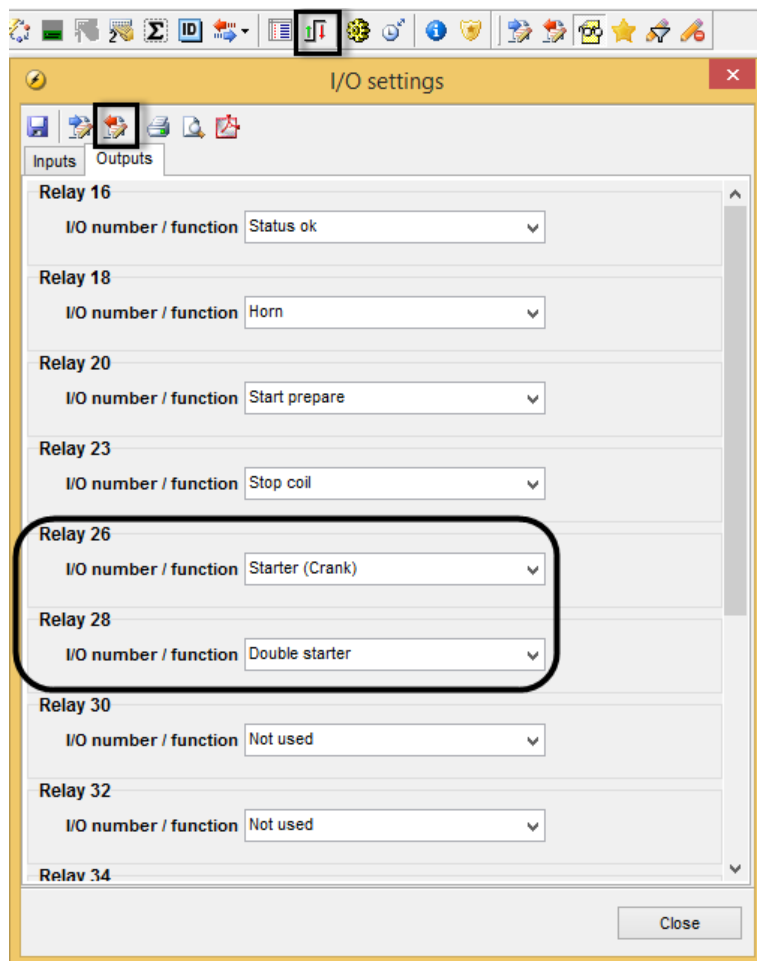 ID
I/O settings
Inputs Outputs
Relay 16
I/O number / function Status ok
Relay 18
I/O number / function Horn
Relay 20
I/O number / function Start prepare
Relay 23
I/O number / function Stop coil
Relay 26
I/O number / function Starter (Crank)
Relay 28
I/O number / function Double starter
Relay 30
I/O number / function Not used
Relay 32
I/O number / function Not used
Relay 34
Close